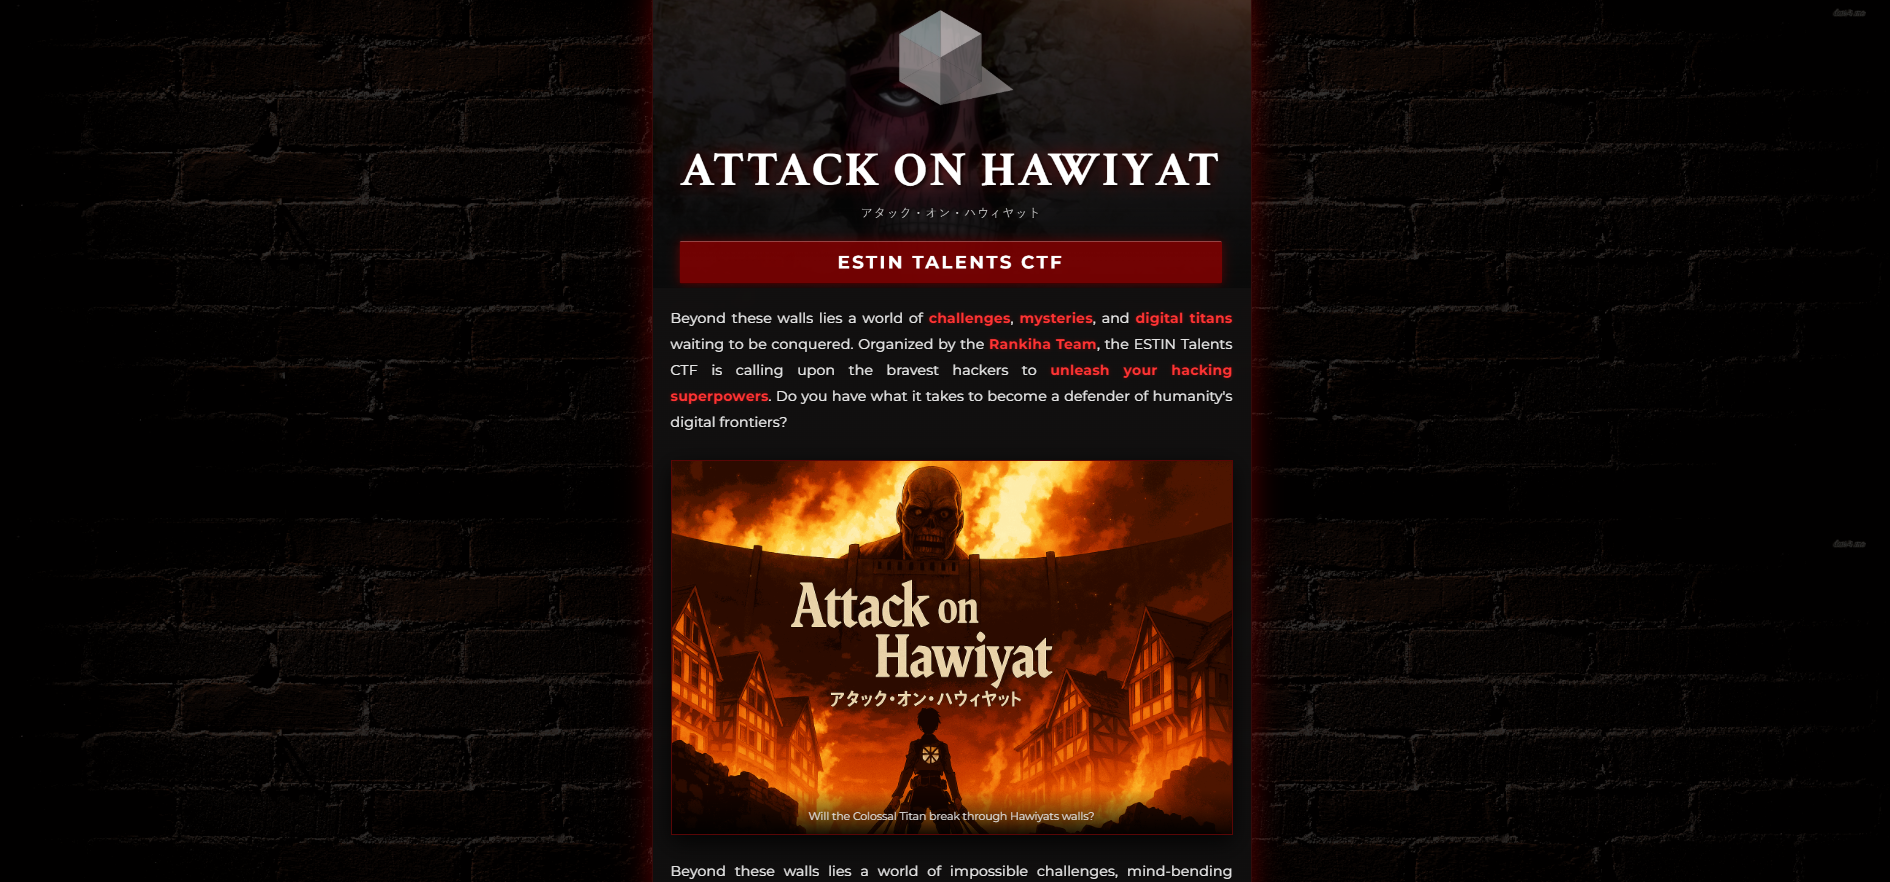 ATTACK ON HAWIYAT
アタック・オン・ハウィヤット
ESTIN TALENTS CTF
Beyond these walls lies a world of challenges, mysteries, and digital titans
waiting to be conquered. Organized by the Rankiha Team, the ESTIN Talents
CTF is calling upon the bravest hackers to unleash your hacking
superpowers. Do you have what it takes to become a defender of humanity's
digital frontiers?
Attack on
Hawiyat
アタック・オン・ハウィヤット
Will the Colossal Titan break through Hawiyats walls?
Beyond these walls lies a world of impossible challenges, mind-bending